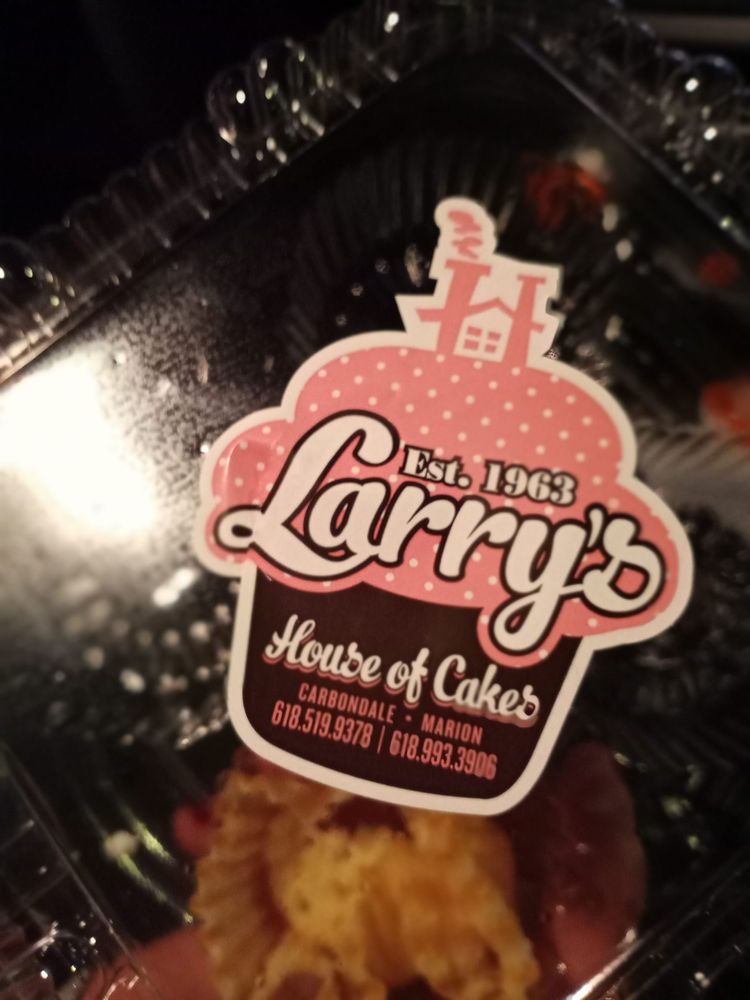 Est. 1963
Larry's
House of Cakes
CARBONDALE • MARION
618.519.9378 | 618.993.3906